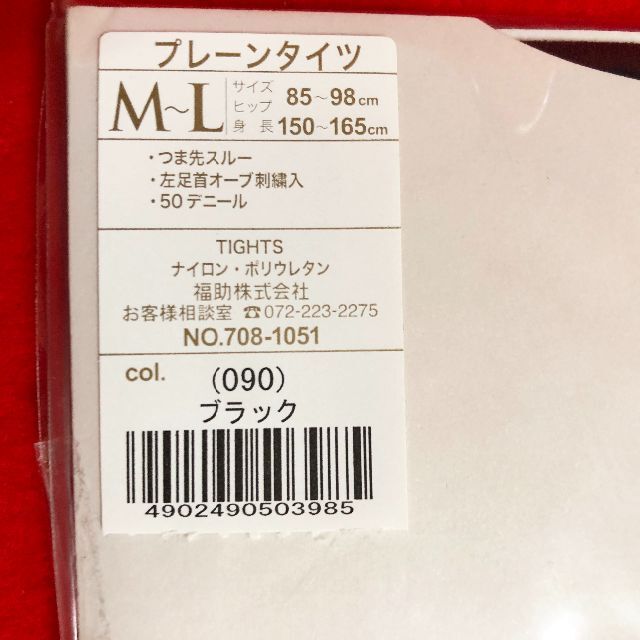 プレーンタイツ
M～L
サイズ
ヒップ 85～98cm
身長 150～165cm
・つま先スルー
・左足首オーブ刺繍入
・50デニール
TIGHTS
ナイロン・ポリウレタン
福助株式会社
お客様相談室 ☎072-223-2275
NO.708-1051
col. (090)
ブラック
4902490503985